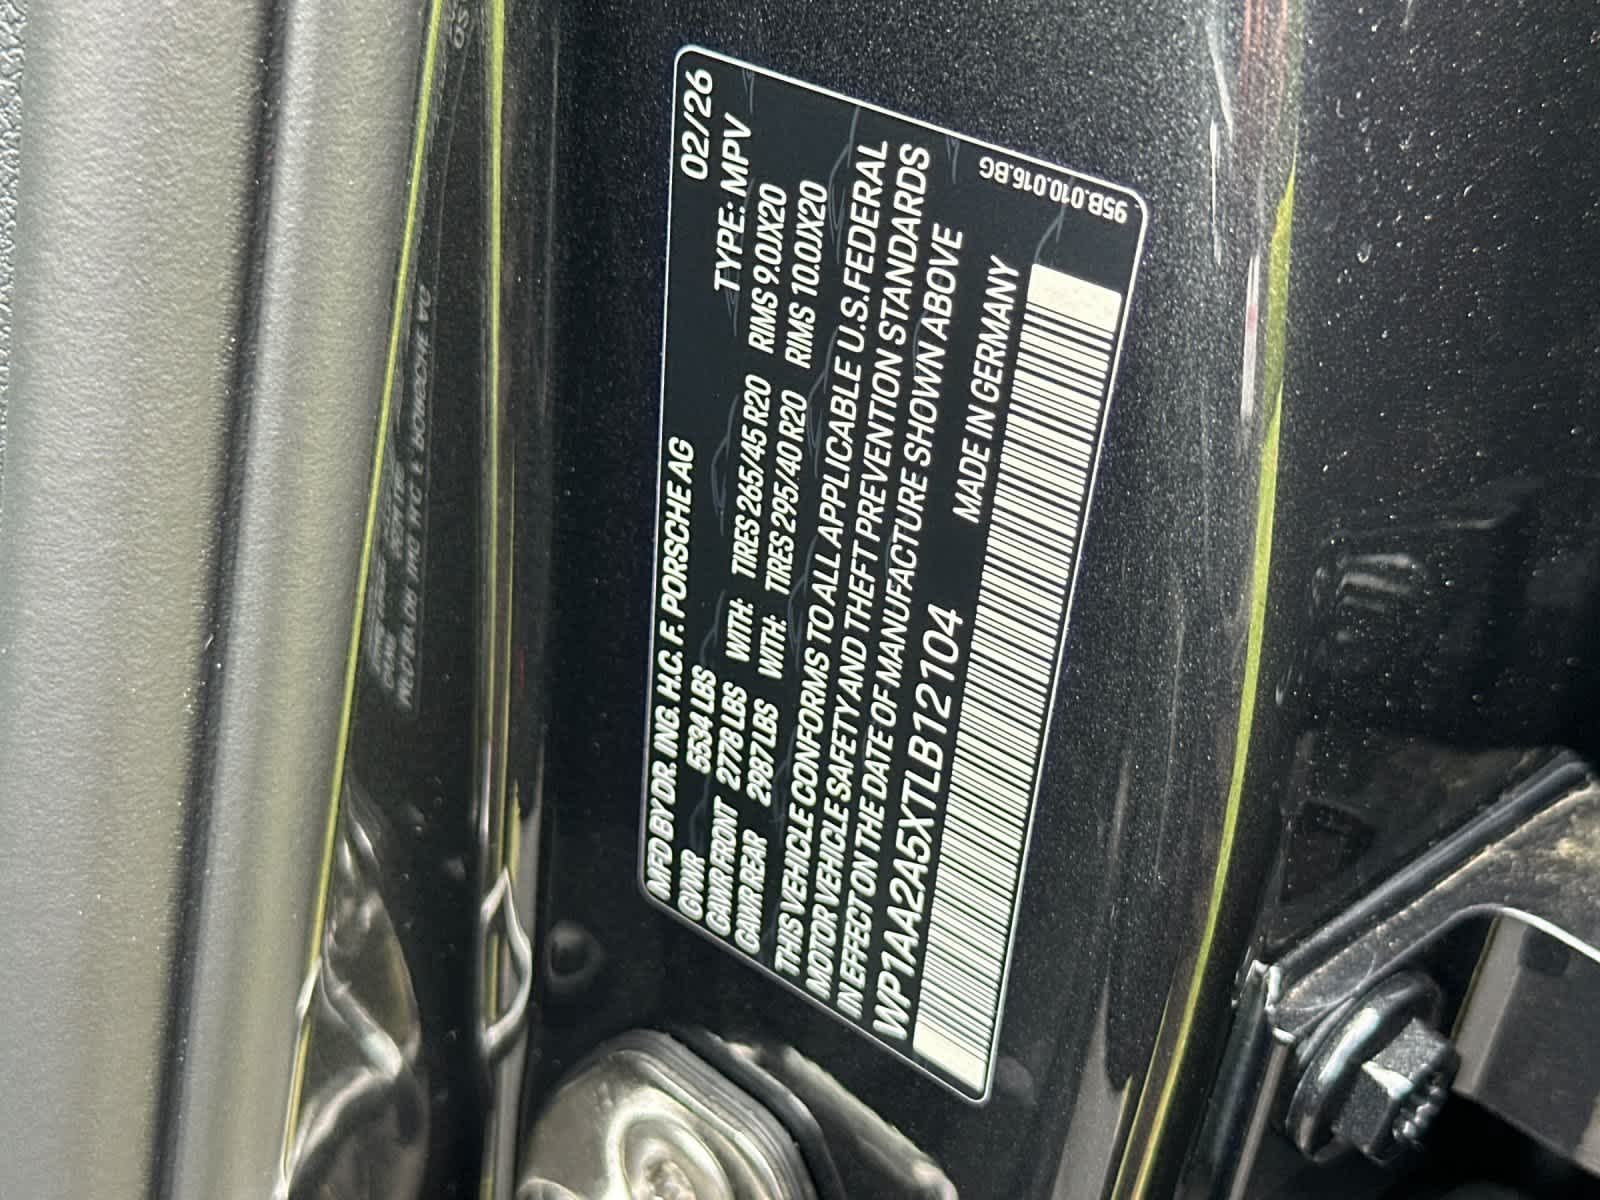 MFD BY DR. ING. H.C. F. PORSCHE AG 02/26
GVWR 5534 LBS TYPE: MPV
GAWR FRONT 2778 LBS WITH: TIRES 265/45 R20 RIMS 9.0JX20
GAWR REAR 2987 LBS WITH: TIRES 295/40 R20 RIMS 10.0JX20
THIS VEHICLE CONFORMS TO ALL APPLICABLE U.S. FEDERAL
MOTOR VEHICLE SAFETY AND THEFT PREVENTION STANDARDS
IN EFFECT ON THE DATE OF MANUFACTURE SHOWN ABOVE
WP1AA2A5XTLB12104 MADE IN GERMANY
95B.010.016.BG